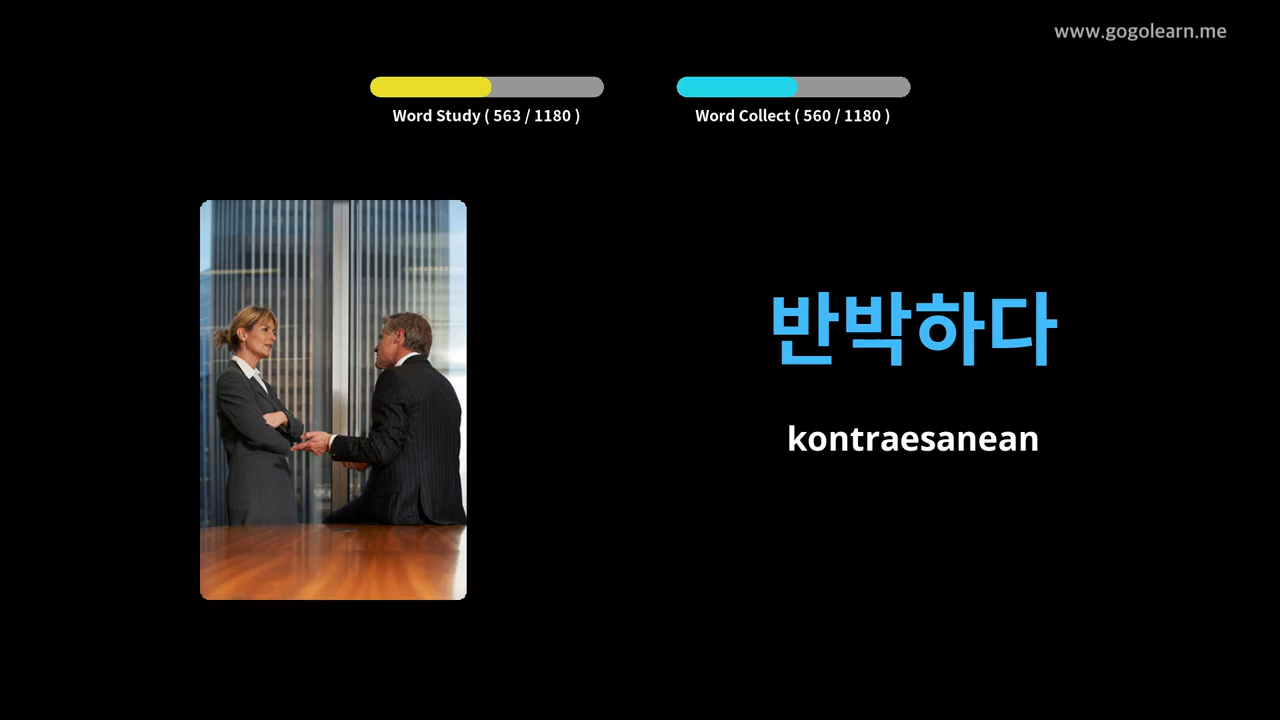 www.gogolearn.me
Word Study ( 563 / 1180 )
Word Collect ( 560 / 1180 )
반박하다
kontraesanean